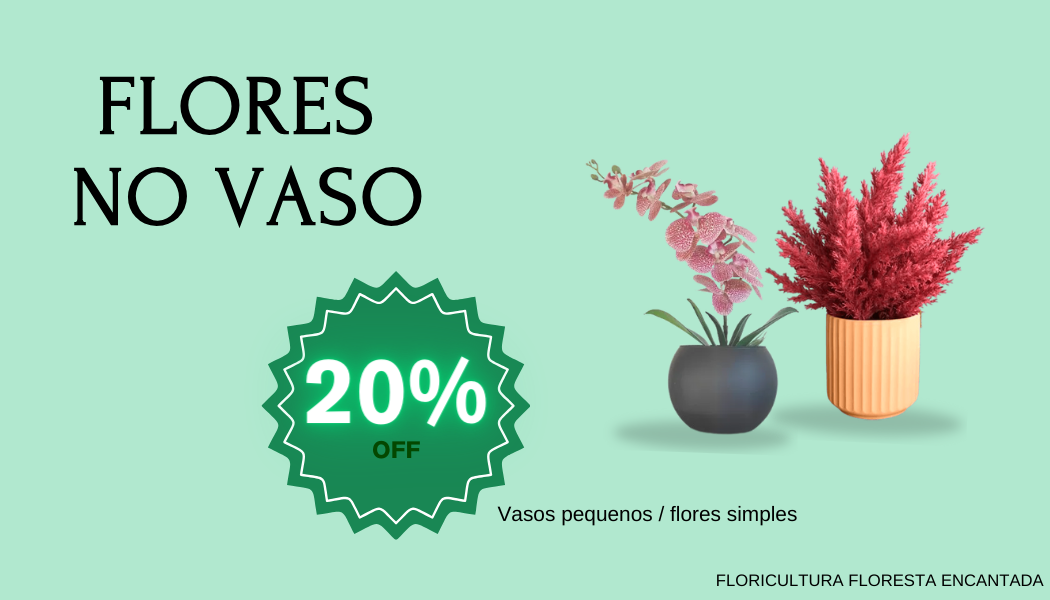 FLORES
NO VASO
20%
OFF
Vasos pequenos / flores simples
FLORICULTURA FLORESTA ENCANTADA